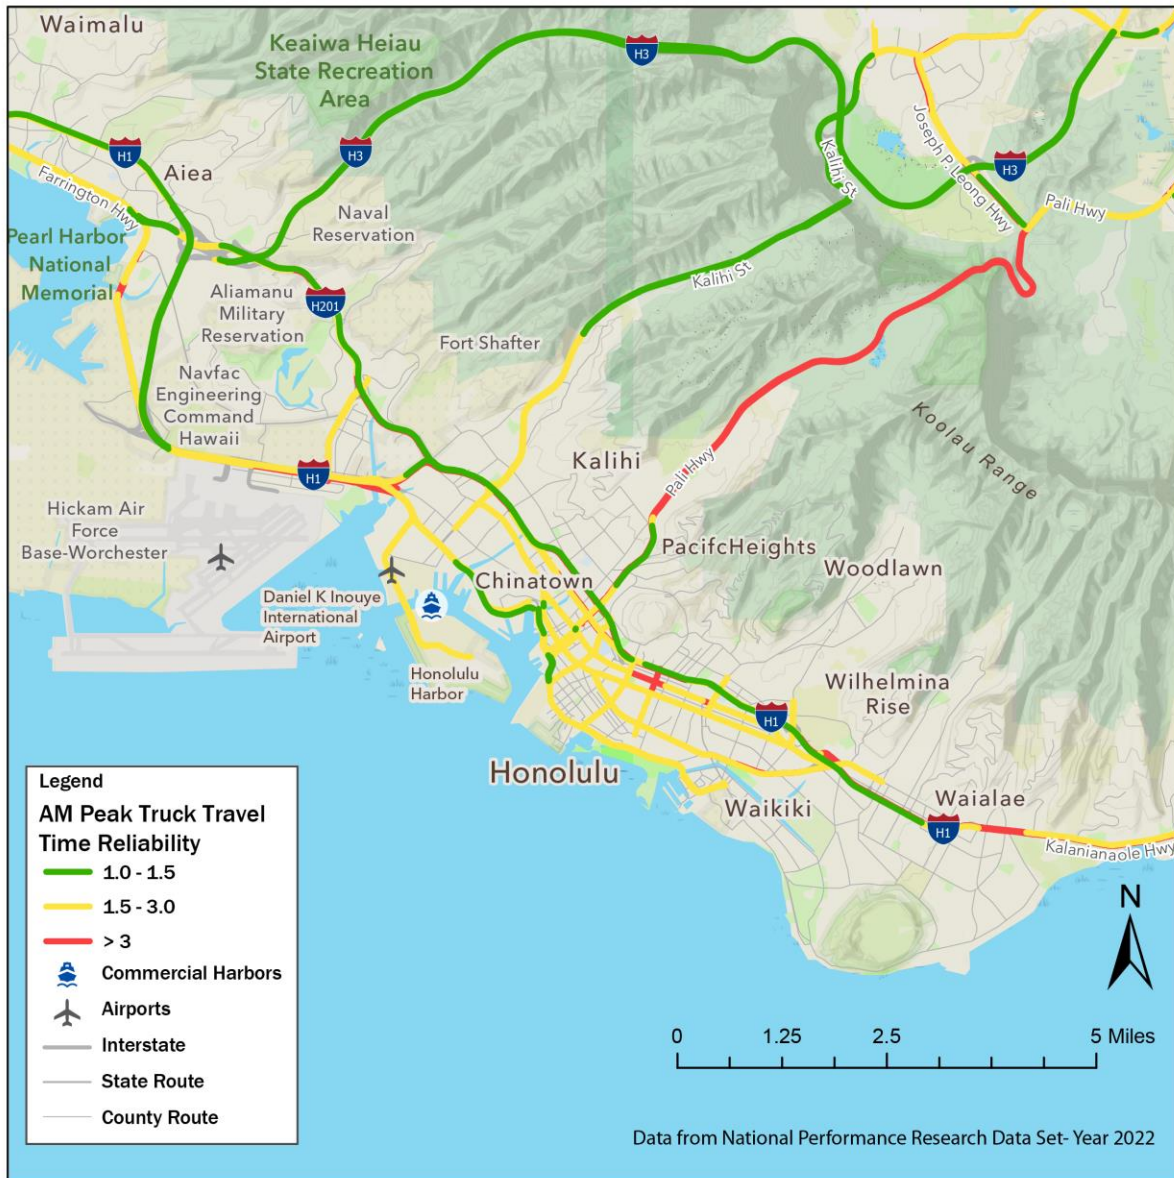 Waimalu
Keaiwa Heiau
State Recreation
Area
H3
H1
Aiea
H3
Farrington Hwy
Naval
Reservation
Pearl Harbor
National
Memorial
Aliamanu
Military
Reservation
H201
Fort Shafter
Navfac
Engineering
Command
Hawaii
H1
Hickam Air
Force
Base-Worchester
Daniel K Inouye
International
Airport
Honolulu
Harbor
Chinatown
Kalihi
Kalihi St
Kalihi St
Joseph P. Leong Hwy
H3
Pali Hwy
Pali Hwy
Koolau Range
PacifcHeights
Woodlawn
Wilhelmina
Rise
H1
Honolulu
Waikiki
Waialae
H1
Kalanianaole Hwy
Legend
AM Peak Truck Travel
Time Reliability
1.0 - 1.5
1.5 - 3.0
> 3
Commercial Harbors
Airports
Interstate
State Route
County Route
N
0 1.25 2.5 5 Miles
Data from National Performance Research Data Set- Year 2022